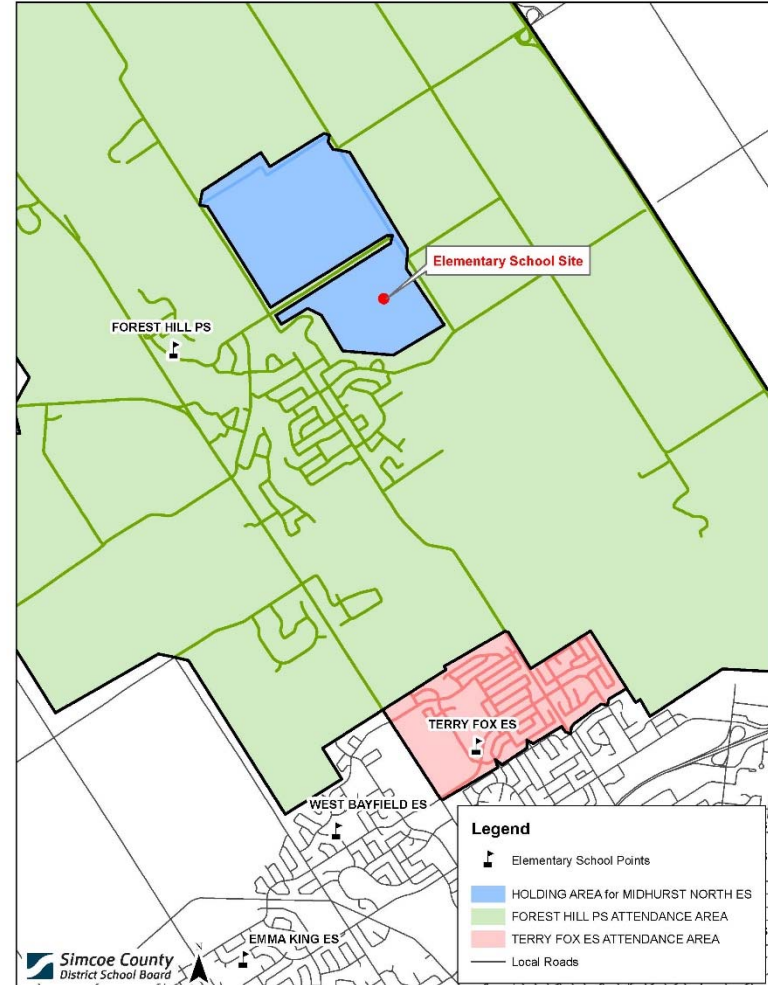 Elementary School Site
FOREST HILL PS
TERRY FOX ES
WEST BAYFIELD ES
EMMA KING ES
Legend
Elementary School Points
HOLDING AREA for MIDHURST NORTH ES
FOREST HILL PS ATTENDANCE AREA
TERRY FOX ES ATTENDANCE AREA
Local Roads
Simcoe County
District School Board
N